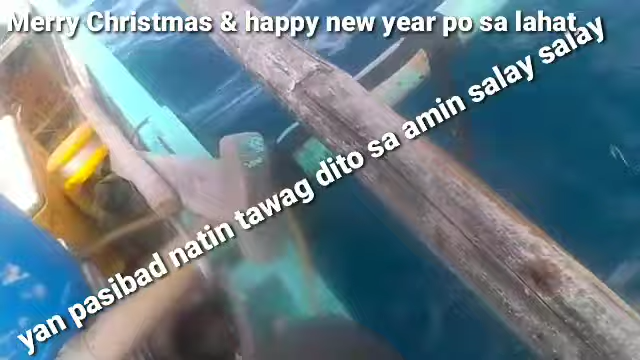 Merry Christmas & happy new year po sa lahat
yan pasibad natin tawag dito sa amin salay salay